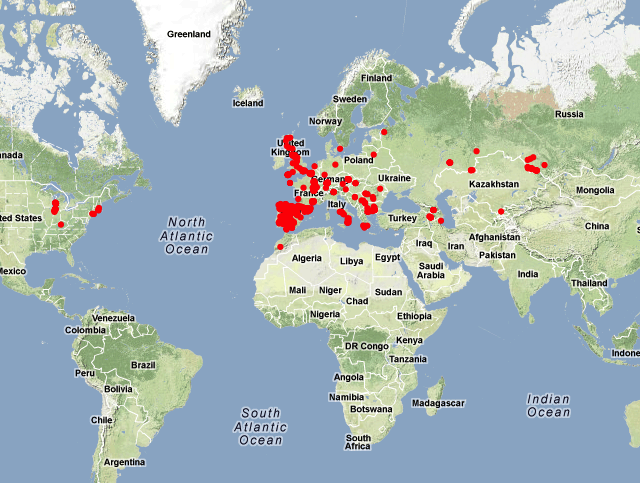 Greenland
Iceland
Finland
Sweden
Norway
Russia
United
Kingdom
Poland
German
Ukraine
Kazakhstan
Mongolia
nada
France
Italy
ted States
Turkey
China
North
Atlantic
Ocean
Afghanistan
Iraq
Iran
Pakistan
Algeria
Libya
Egypt
Saudi
Arabia
India
Mexico
Mali
Niger
Chad
Sudan
Thailand
Nigeria
Ethiopia
Venezuela
Colombia
DR Congo
Kenya
Tanzania
Indone
Peru
Brazil
Bolivia
Angola
Namibia
Botswana
Madagascar
Indian
Ocean
Chile
South
Atlantic
Ocean
South
Africa
Argentina